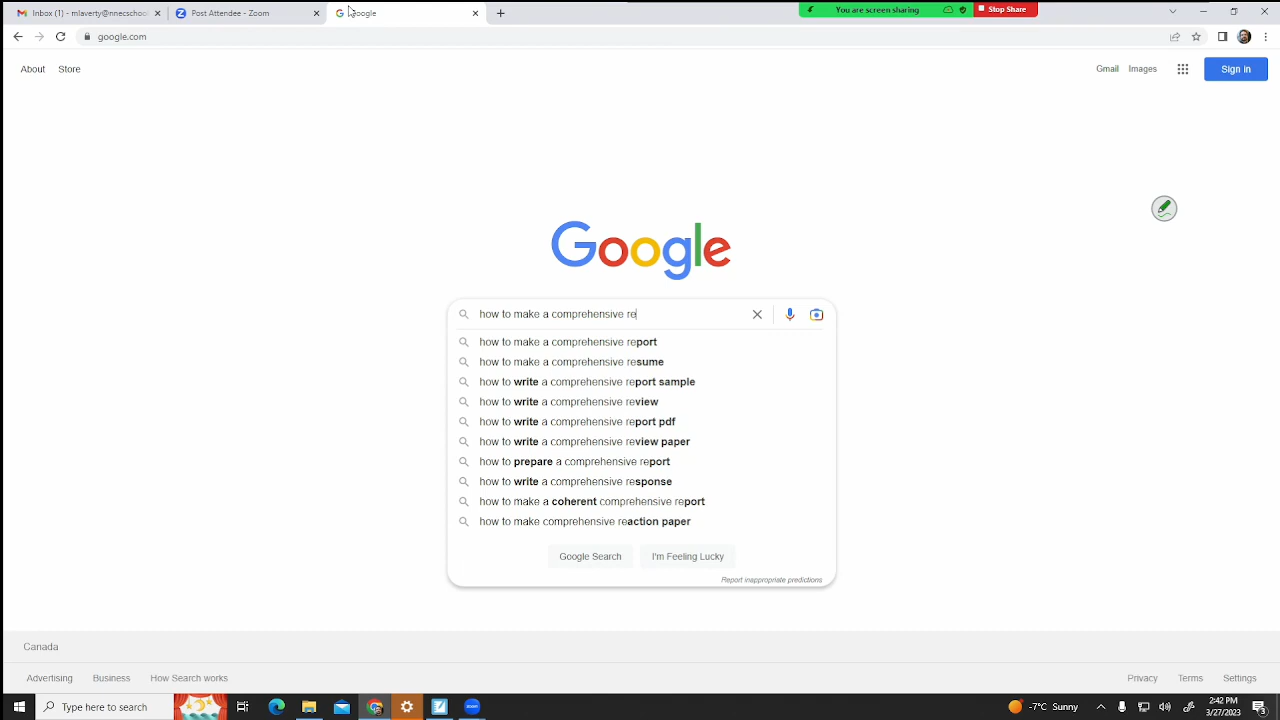 Inbox (1) - mlaverty@necschool
Post Attendee - Zoom
Google
You are screen sharing
Stop Share
google.com
About
Store
Gmail
Images
Sign in
Google
how to make a comprehensive re
how to make a comprehensive report
how to make a comprehensive resume
how to write a comprehensive report sample
how to write a comprehensive review
how to write a comprehensive report pdf
how to write a comprehensive review paper
how to prepare a comprehensive report
how to write a comprehensive response
how to make a coherent comprehensive report
how to make comprehensive reaction paper
Google Search
I'm Feeling Lucky
Report inappropriate predictions
Canada
Advertising
Business
How Search works
Privacy
Terms
Settings
Type here to search
zoom
7°C Sunny
2:42 PM
3/27/2023